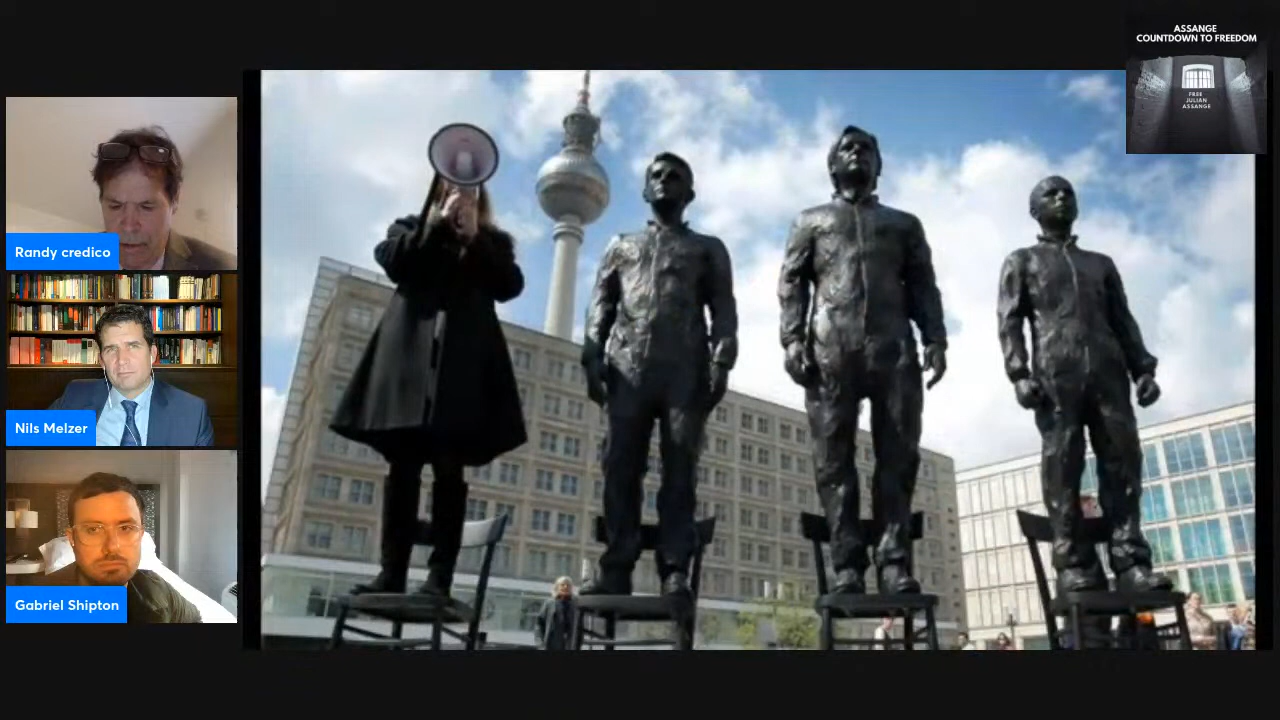 ASSANGE
COUNTDOWN TO FREEDOM
FREE
JULIAN
ASSANGE
Randy credico
Nils Melzer
Gabriel Shipton